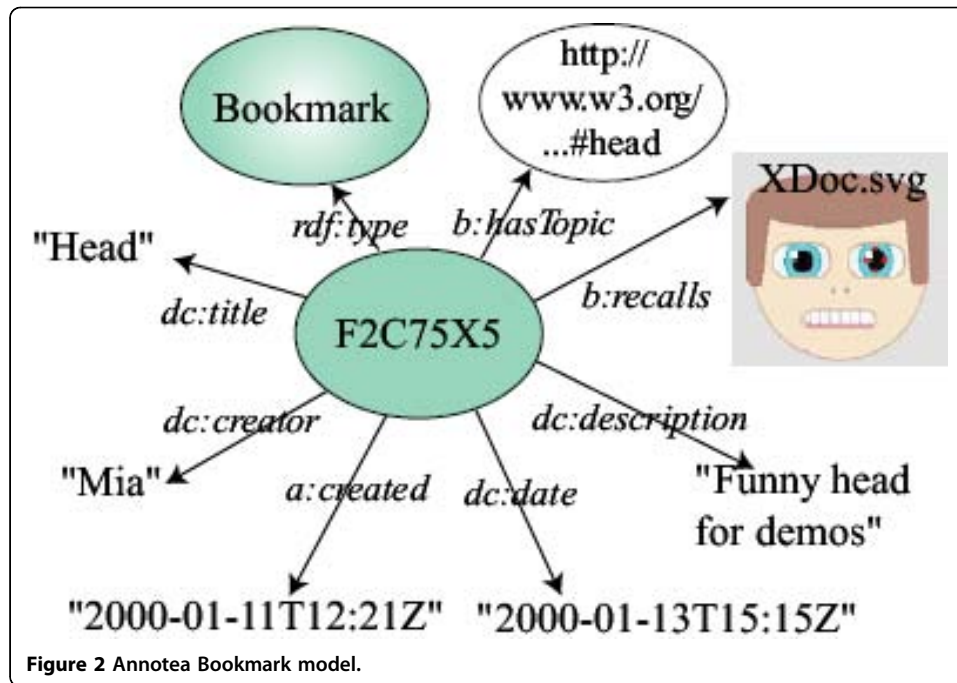 Bookmark
http://
www.w3.org/
...#head
XDoc.svg
rdf:type
b:hasTopic
"Head"
b:recalls
dc:title
F2C75X5
dc:creator
dc:description
"Mia"
a:created
dc:date
"Funny head
for demos"
"2000-01-11T12:21Z"
"2000-01-13T15:15Z"
Figure 2 Annotea Bookmark model.